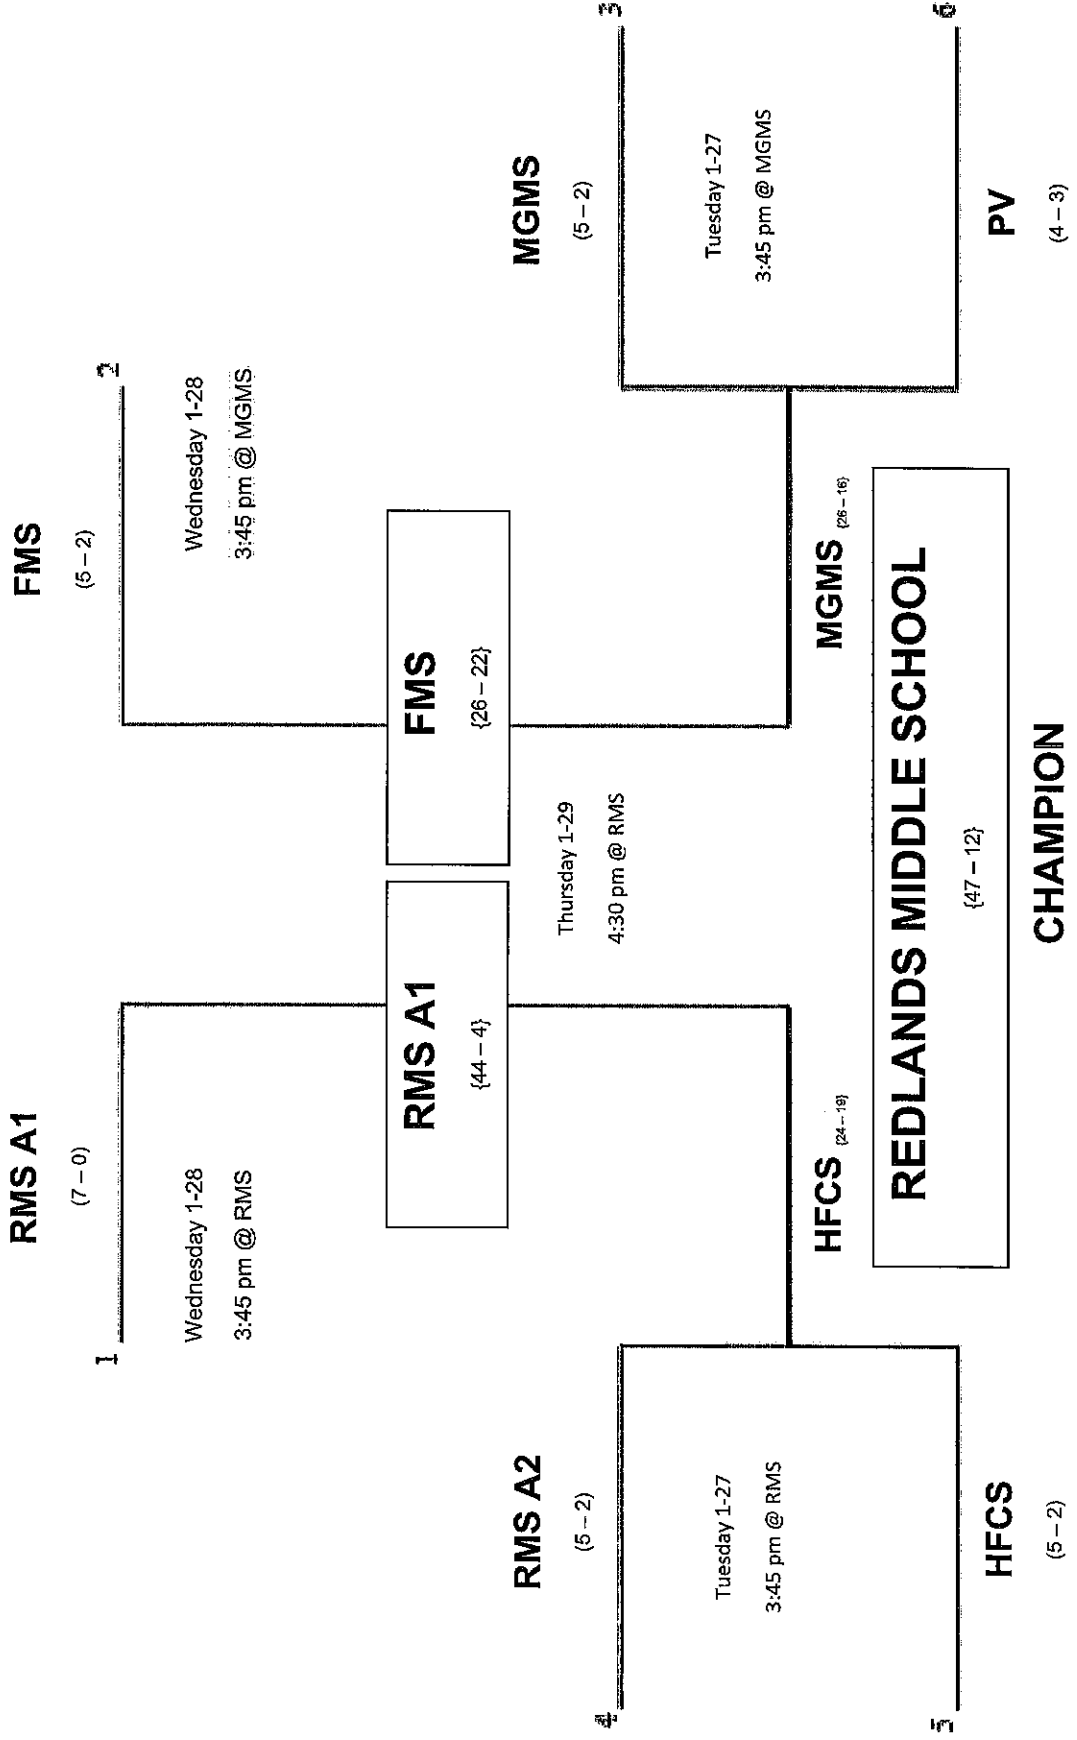 RMS A1
(7 – 0)
1
Wednesday 1-28
3:45 pm @ RMS
FMS
(5 – 2)
2
Wednesday 1-28
3:45 pm @ MGMS
RMS A1
{44 – 4}
FMS
{26 – 22}
Thursday 1-29
4:30 pm @ RMS
RMS A2
(5 – 2)
4
Tuesday 1-27
3:45 pm @ RMS
5
HFCS
(5 – 2)
HFCS {24 – 19}
MGMS
(5 – 2)
3
Tuesday 1-27
3:45 pm @ MGMS
6
PV
(4 – 3)
MGMS {26 – 16}
REDLANDS MIDDLE SCHOOL
{47 – 12}
CHAMPION